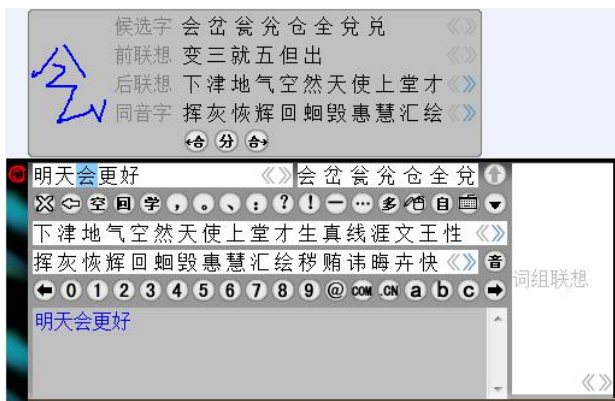 候选字 会 岔 瓮 兊 仓 全 兌 兑 《》
前联想 变 三 就 五 但 出 《》
后联想 下 津 地 气 空 然 天 使 上 堂 才 《》
同音字 挥 灰 恢 辉 回 蛔 毁 惠 慧 汇 绘 《》
←合 分 合→
明天会更好 《》 会 岔 瓮 兊 仓 全 兌
空 回 学 , 。 、 : ? ! 一 … 多 自
下 津 地 气 空 然 天 使 上 堂 才 生 真 线 涯 文 王 性 《》
挥 灰 恢 辉 回 蛔 毁 惠 慧 汇 绘 秽 贿 讳 晦 卉 快 《》 音
词组联想
← 0 1 2 3 4 5 6 7 8 9 @ COM .CN a b c →
明天会更好
《》